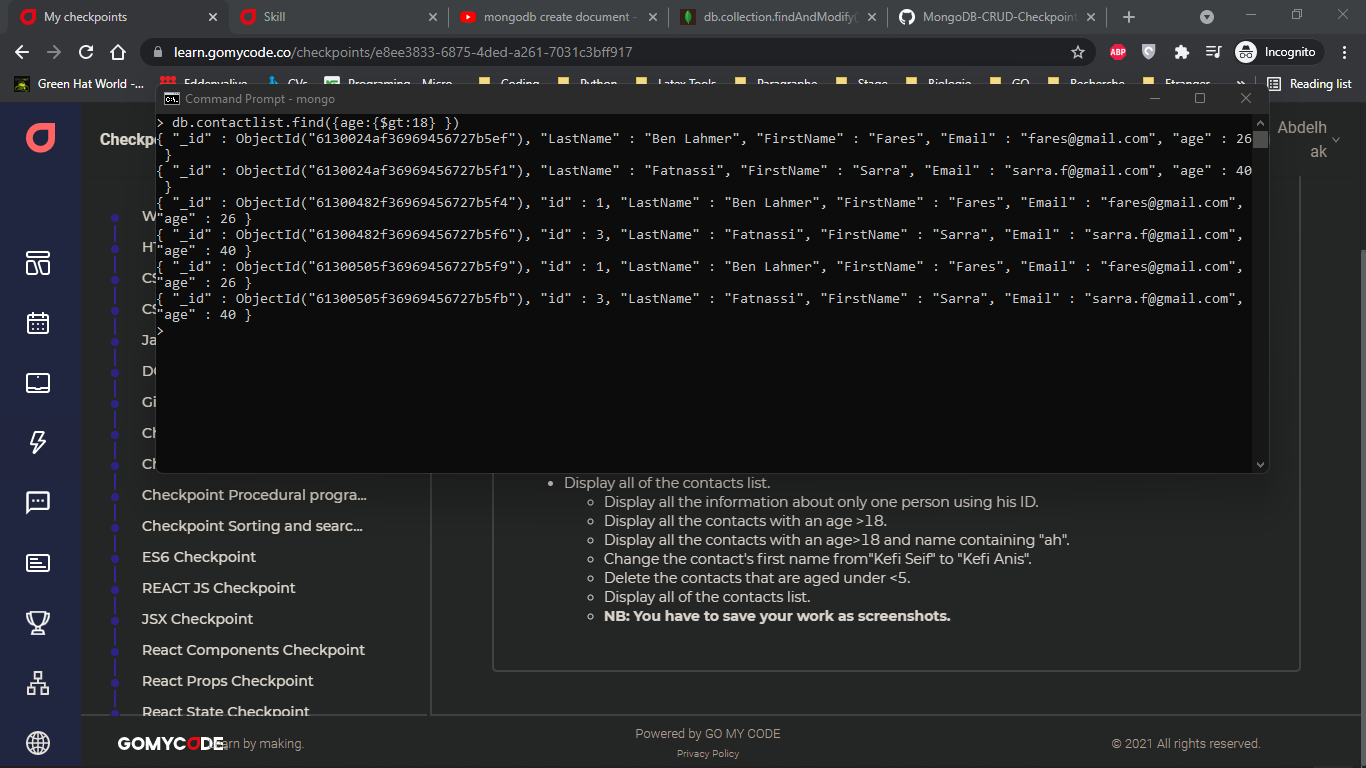 My checkpoints
Skill
mongodb create document -
db.collection.findAndModify(
MongoDB-CRUD-Checkpoint
learn.gomycode.co/checkpoints/e8ee3833-6875-4ded-a261-7031c3bff917
ABP
Incognito
Green Hat World -...
Reading list
Command Prompt - mongo
> db.contactlist.find({age:{$gt:18} })
{ "_id" : ObjectId("6130024af36969456727b5ef"), "LastName" : "Ben Lahmer", "FirstName" : "Fares", "Email" : "fares@gmail.com", "age" : 26
}
{ "_id" : ObjectId("6130024af36969456727b5f1"), "LastName" : "Fatnassi", "FirstName" : "Sarra", "Email" : "sarra.f@gmail.com", "age" : 40
}
{ "_id" : ObjectId("61300482f36969456727b5f4"), "id" : 1, "LastName" : "Ben Lahmer", "FirstName" : "Fares", "Email" : "fares@gmail.com",
"age" : 26 }
{ "_id" : ObjectId("61300482f36969456727b5f6"), "id" : 3, "LastName" : "Fatnassi", "FirstName" : "Sarra", "Email" : "sarra.f@gmail.com",
"age" : 40 }
{ "_id" : ObjectId("61300505f36969456727b5f9"), "id" : 1, "LastName" : "Ben Lahmer", "FirstName" : "Fares", "Email" : "fares@gmail.com",
"age" : 26 }
{ "_id" : ObjectId("61300505f36969456727b5fb"), "id" : 3, "LastName" : "Fatnassi", "FirstName" : "Sarra", "Email" : "sarra.f@gmail.com",
"age" : 40 }
>
Checkp
Abdelh
ak
Checkpoint Procedural progra...
Checkpoint Sorting and searc...
ES6 Checkpoint
REACT JS Checkpoint
JSX Checkpoint
React Components Checkpoint
React Props Checkpoint
React State Checkpoint
• Display all of the contacts list.
◦ Display all the information about only one person using his ID.
◦ Display all the contacts with an age >18.
◦ Display all the contacts with an age>18 and name containing "ah".
◦ Change the contact's first name from"Kefi Seif" to "Kefi Anis".
◦ Delete the contacts that are aged under <5.
◦ Display all of the contacts list.
◦ NB: You have to save your work as screenshots.
GOMYCODE
arn by making.
Powered by GO MY CODE
Privacy Policy
© 2021 All rights reserved.